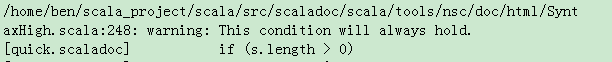 /home/ben/scala_project/scala/src/scaladoc/scala/tools/nsc/doc/html/Synt
axHigh.scala:248: warning: This condition will always hold.
[quick.scaladoc]            if (s.length > 0)